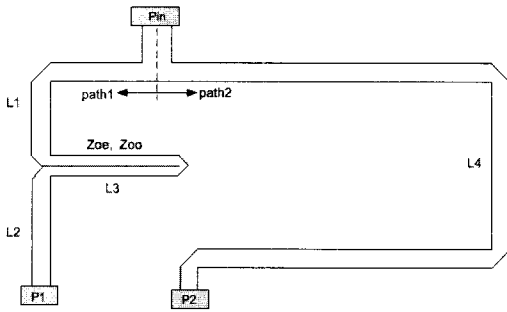 Pin
path1 path2
L1
Zoe, Zoo
L4
L3
L2
P1
P2